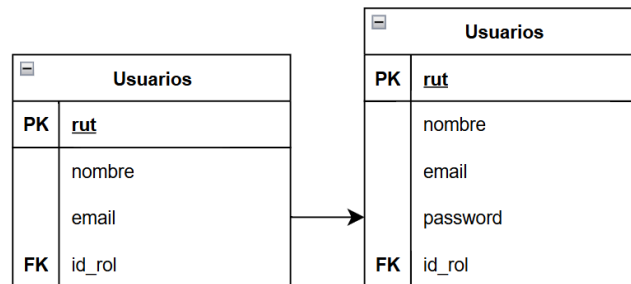 Usuarios
PK rut
nombre
email
FK id_rol
Usuarios
PK rut
nombre
email
password
FK id_rol